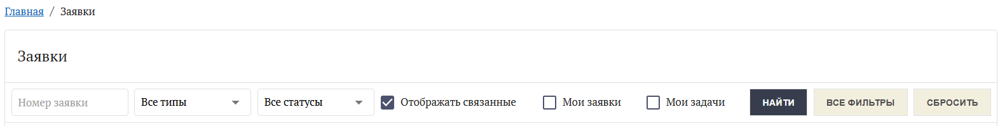 Главная / Заявки
Заявки
Номер заявки Все типы Все статусы Отображать связанные Мои заявки Мои задачи НАЙТИ ВСЕ ФИЛЬТРЫ СБРОСИТЬ